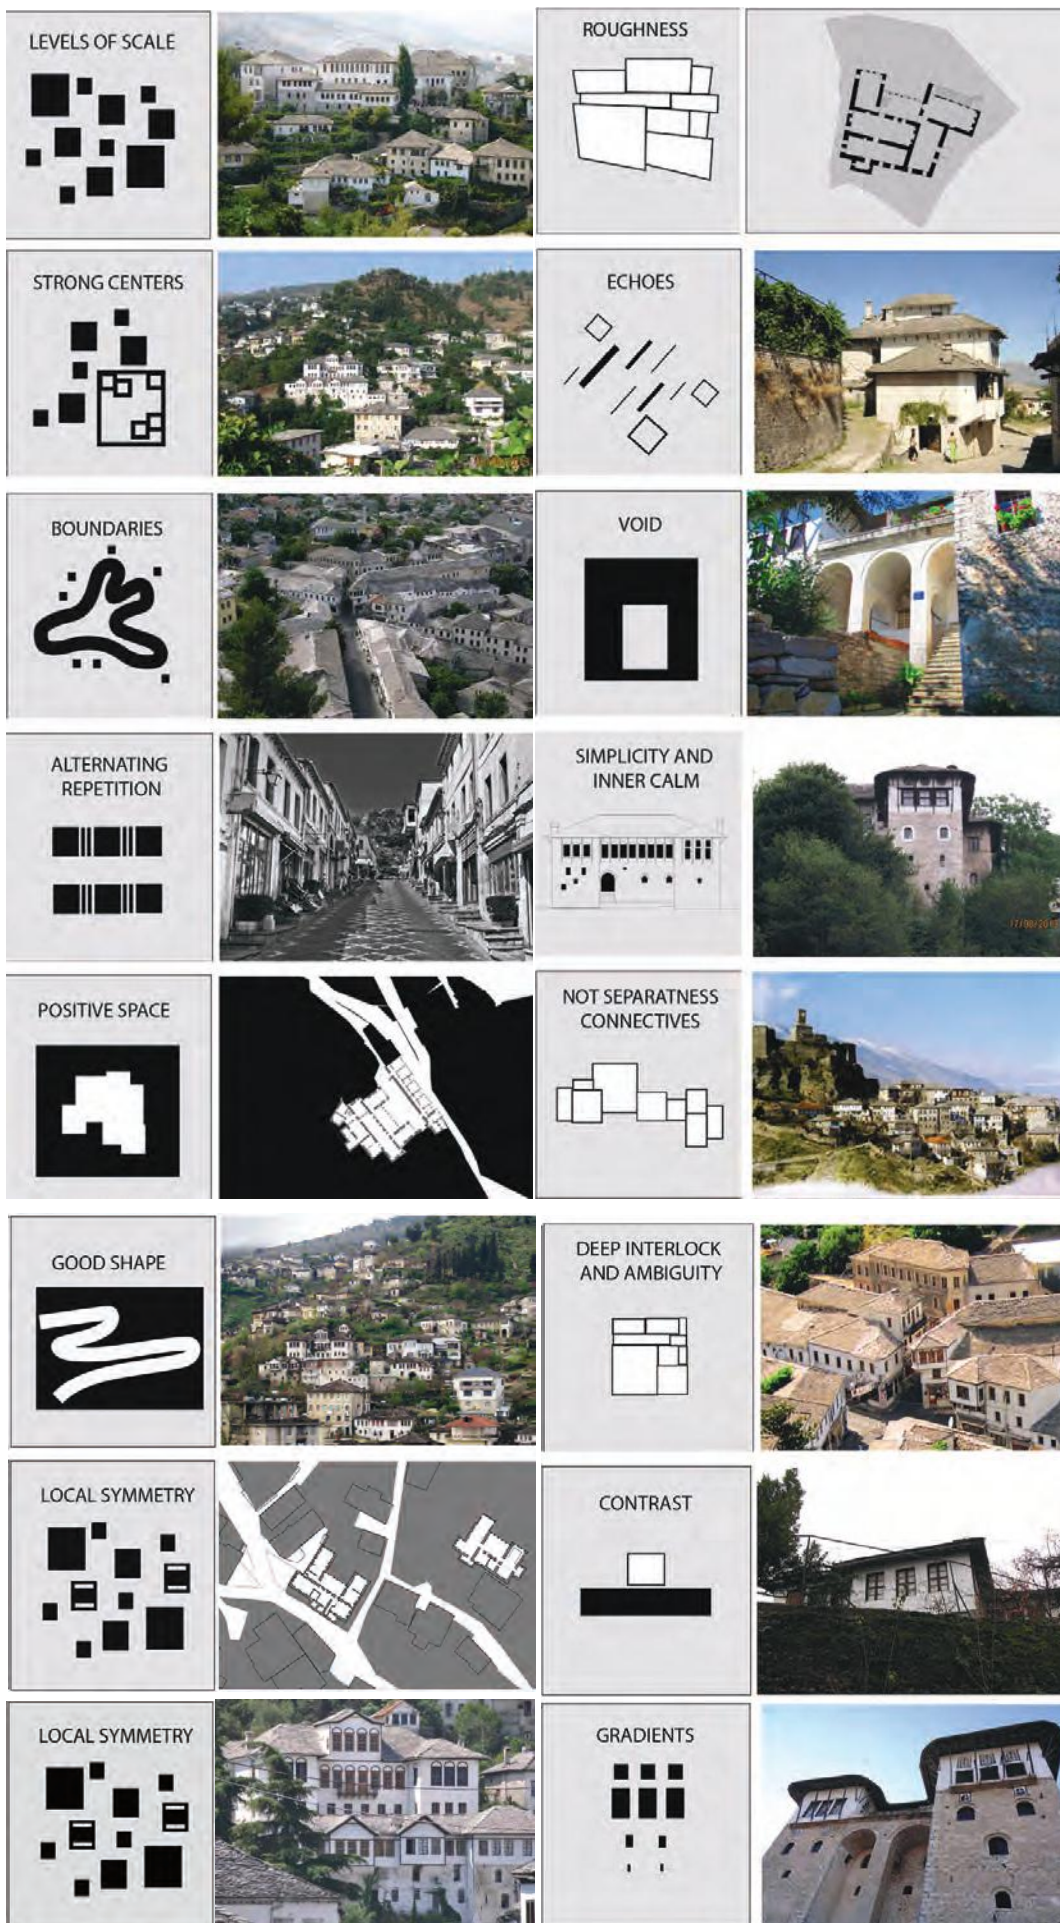 LEVELS OF SCALE
ROUGHNESS
STRONG CENTERS
ECHOES
BOUNDARIES
VOID
ALTERNATING
REPETITION
SIMPLICITY AND
INNER CALM
POSITIVE SPACE
NOT SEPARATNESS
CONNECTIVES
GOOD SHAPE
DEEP INTERLOCK
AND AMBIGUITY
LOCAL SYMMETRY
CONTRAST
LOCAL SYMMETRY
GRADIENTS